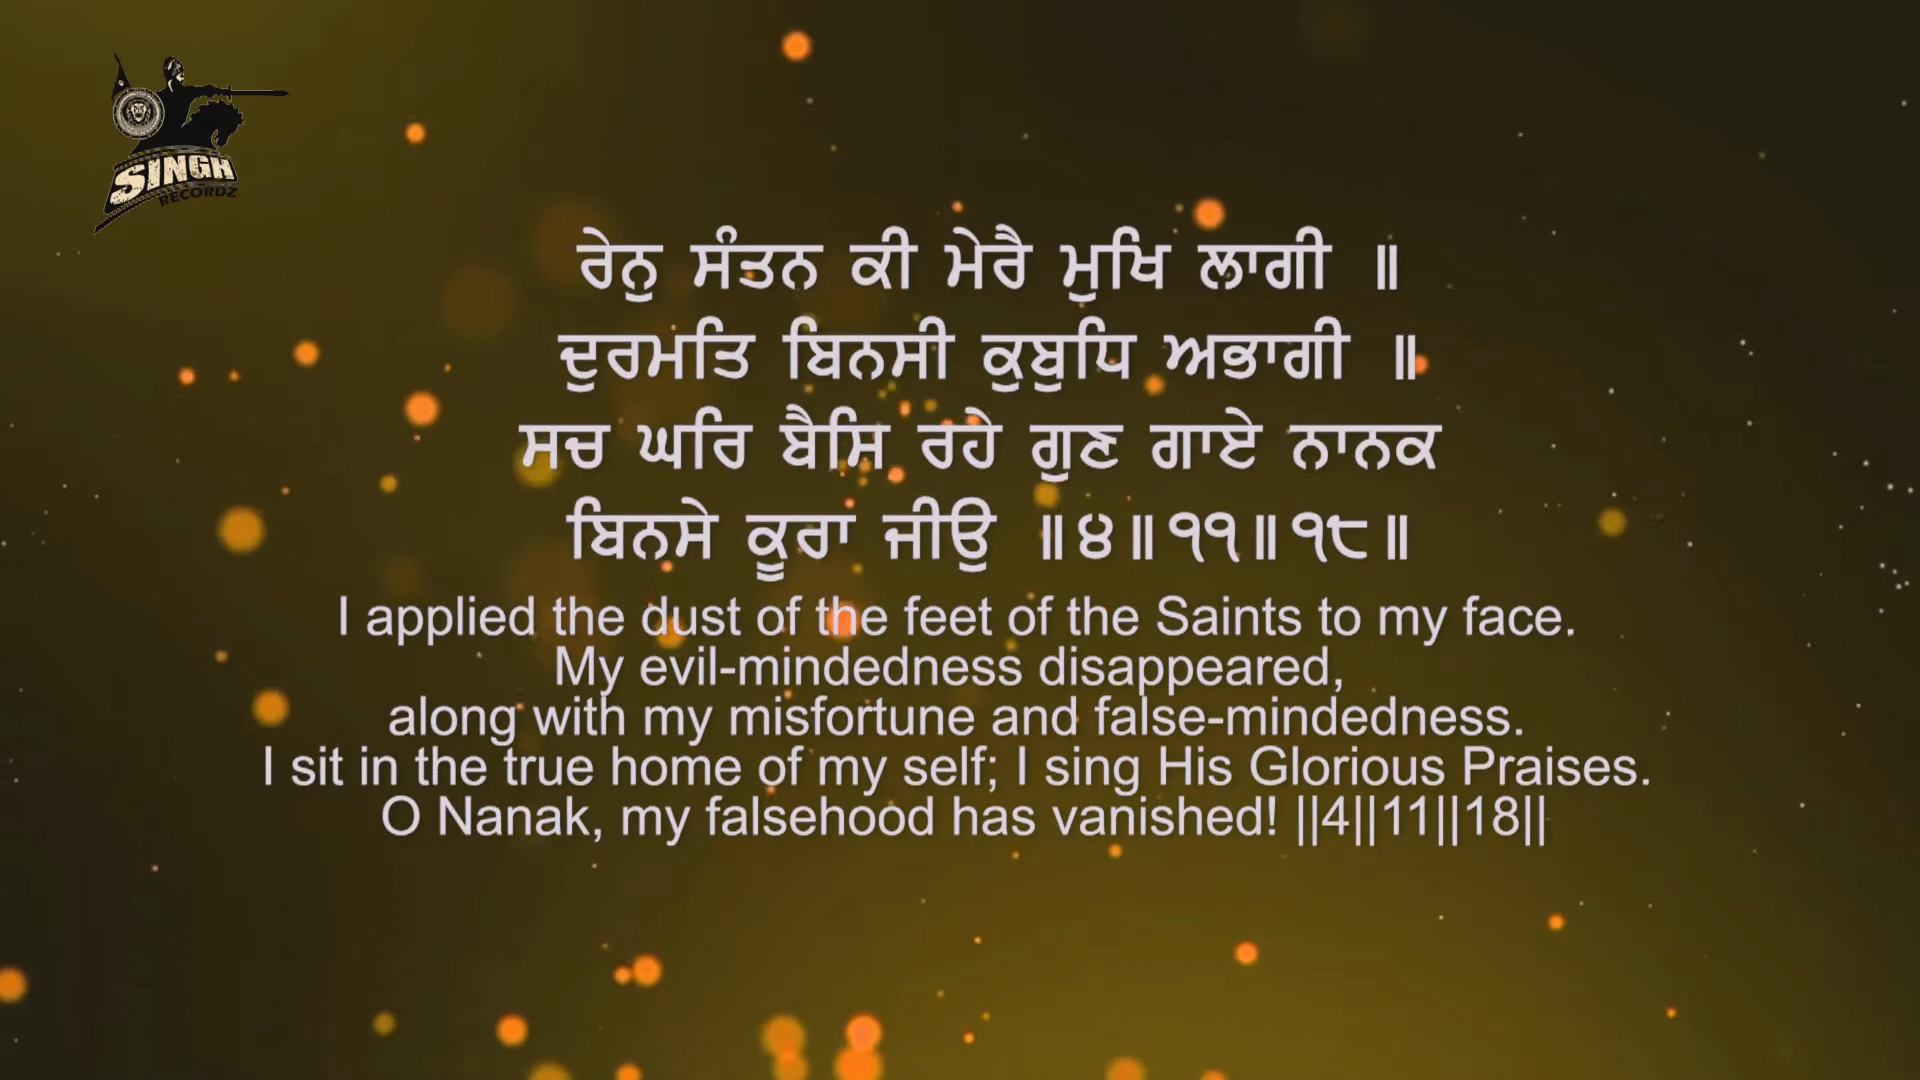 SINGH
RECORDZ
ਰੇਨੁ ਸੰਤਨ ਕੀ ਮੇਰੈ ਮੁਖਿ ਲਾਗੀ ॥
ਦੁਰਮਤਿ ਬਿਨਸੀ ਕੁਬੁਧਿ ਅਭਾਗੀ ॥
ਸਚ ਘਰਿ ਬੈਸਿ ਰਹੇ ਗੁਣ ਗਾਏ ਨਾਨਕ
ਬਿਨਸੇ ਕੂਰਾ ਜੀਉ ॥੪॥੧੧॥੧੮॥
I applied the dust of the feet of the Saints to my face.
My evil-mindedness disappeared,
along with my misfortune and false-mindedness.
I sit in the true home of my self; I sing His Glorious Praises.
O Nanak, my falsehood has vanished! ||4||11||18||